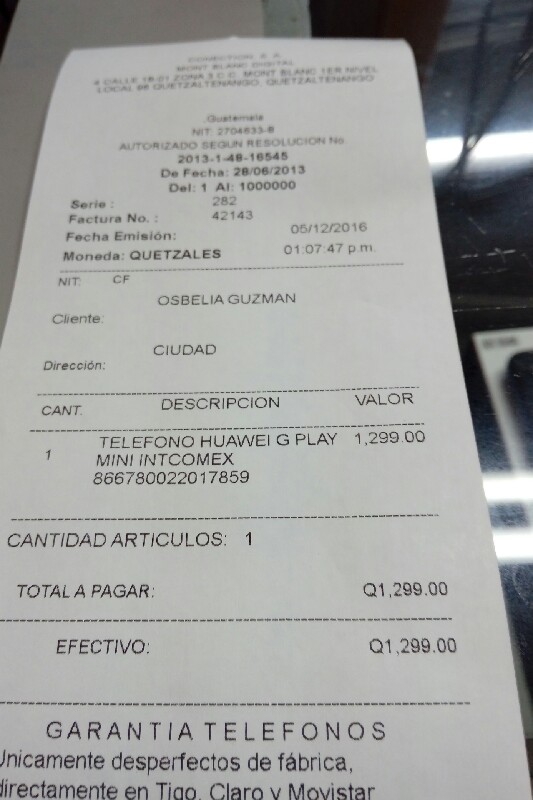 CONECTION, S. A.
MONT BLANC DIGITAL
4 CALLE 18-01 ZONA 3 C.C. MONT BLANC 1ER NIVEL
LOCAL 98 QUETZALTENANGO, QUETZALTENANGO
,Guatemala
NIT: 2704633-8
AUTORIZADO SEGUN RESOLUCION No.
2013-1-48-16545
De Fecha: 28/06/2013
Del: 1 Al: 1000000
Serie : 282
Factura No. : 42143
Fecha Emisión: 05/12/2016
Moneda: QUETZALES 01:07:47 p.m.
NIT: CF
OSBELIA GUZMAN
Cliente:
CIUDAD
Dirección:
CANT. DESCRIPCION VALOR
1 TELEFONO HUAWEI G PLAY 1,299.00
MINI INTCOMEX
866780022017859
CANTIDAD ARTICULOS: 1
TOTAL A PAGAR: Q1,299.00
EFECTIVO: Q1,299.00
GARANTIA TELEFONOS
Unicamente desperfectos de fábrica,
directamente en Tigo, Claro y Movistar